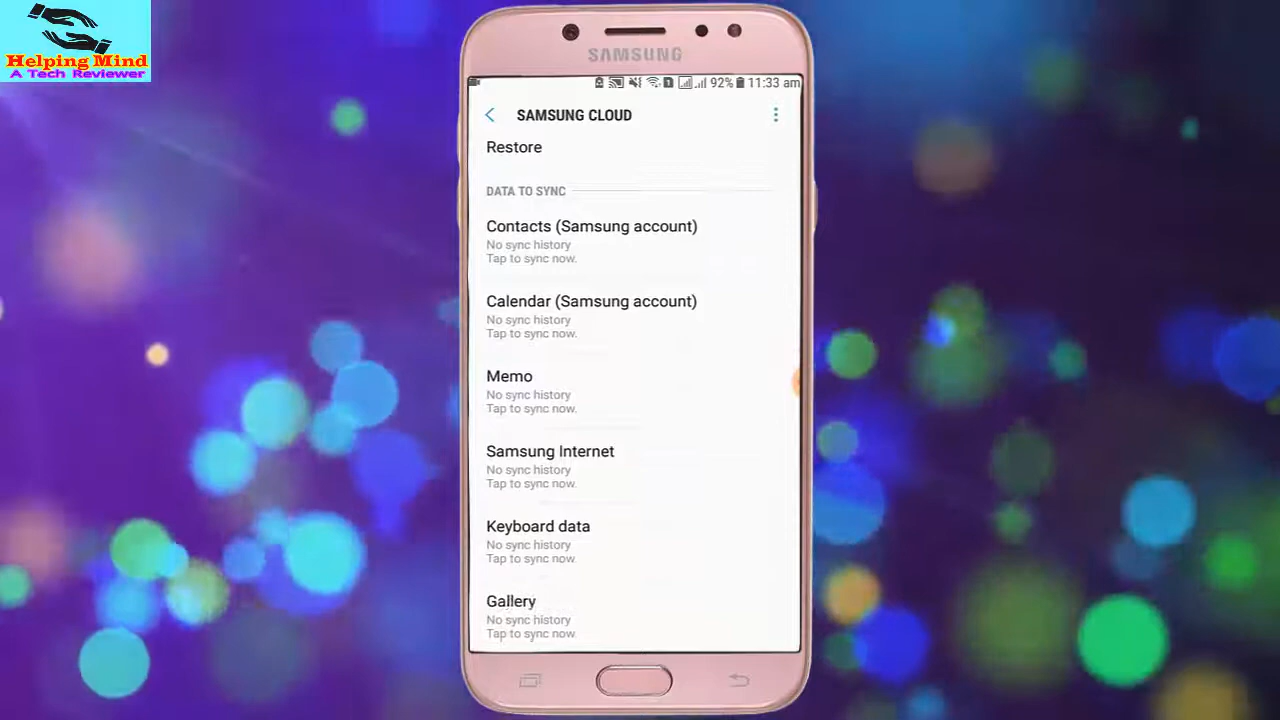 Helping Mind
A Tech Reviewer
SAMSUNG
1 92% 11:33 am
SAMSUNG CLOUD
Restore
DATA TO SYNC
Contacts (Samsung account)
No sync history
Tap to sync now.
Calendar (Samsung account)
No sync history
Tap to sync now.
Memo
No sync history
Tap to sync now.
Samsung Internet
No sync history
Tap to sync now.
Keyboard data
No sync history
Tap to sync now.
Gallery
No sync history
Tap to sync now.